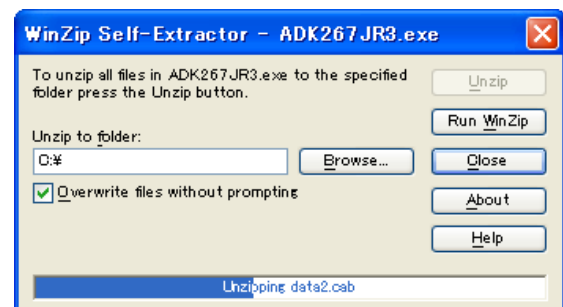 WinZip Self-Extractor - ADK267JR3.exe
To unzip all files in ADK267JR3.exe to the specified
folder press the Unzip button.
Unzip to folder:
C:¥
Browse...
Overwrite files without prompting
Unzip
Run WinZip
Close
About
Help
Unzipping data2.cab